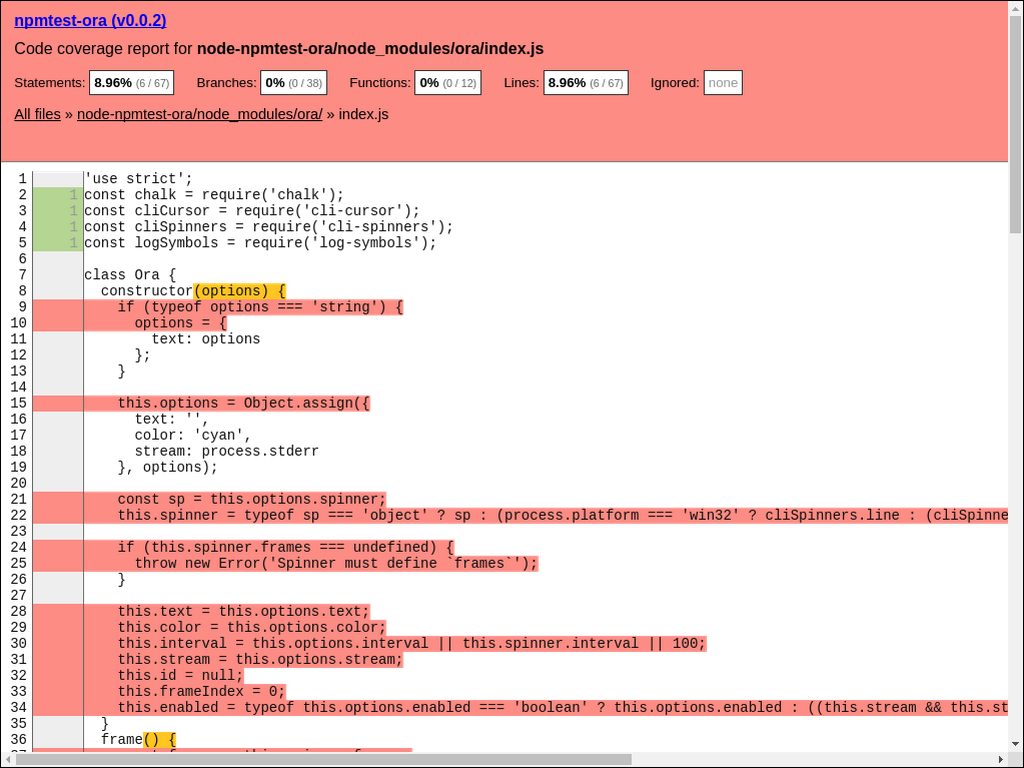 npmtest-ora (v0.0.2)
Code coverage report for node-npmtest-ora/node_modules/ora/index.js
Statements: 8.96% (6 / 67) Branches: 0% (0 / 38) Functions: 0% (0 / 12) Lines: 8.96% (6 / 67) Ignored: none
All files » node-npmtest-ora/node_modules/ora/ » index.js
1 'use strict';
2 1 const chalk = require('chalk');
3 1 const cliCursor = require('cli-cursor');
4 1 const cliSpinners = require('cli-spinners');
5 1 const logSymbols = require('log-symbols');
6
7 class Ora {
8 constructor(options) {
9 if (typeof options === 'string') {
10 options = {
11 text: options
12 };
13 }
14
15 this.options = Object.assign({
16 text: '',
17 color: 'cyan',
18 stream: process.stderr
19 }, options);
20
21 const sp = this.options.spinner;
22 this.spinner = typeof sp === 'object' ? sp : (process.platform === 'win32' ? cliSpinners.line : (cliSpinne
23
24 if (this.spinner.frames === undefined) {
25 throw new Error('Spinner must define `frames`');
26 }
27
28 this.text = this.options.text;
29 this.color = this.options.color;
30 this.interval = this.options.interval || this.spinner.interval || 100;
31 this.stream = this.options.stream;
32 this.id = null;
33 this.frameIndex = 0;
34 this.enabled = typeof this.options.enabled === 'boolean' ? this.options.enabled : ((this.stream && this.st
35 }
36 frame() {